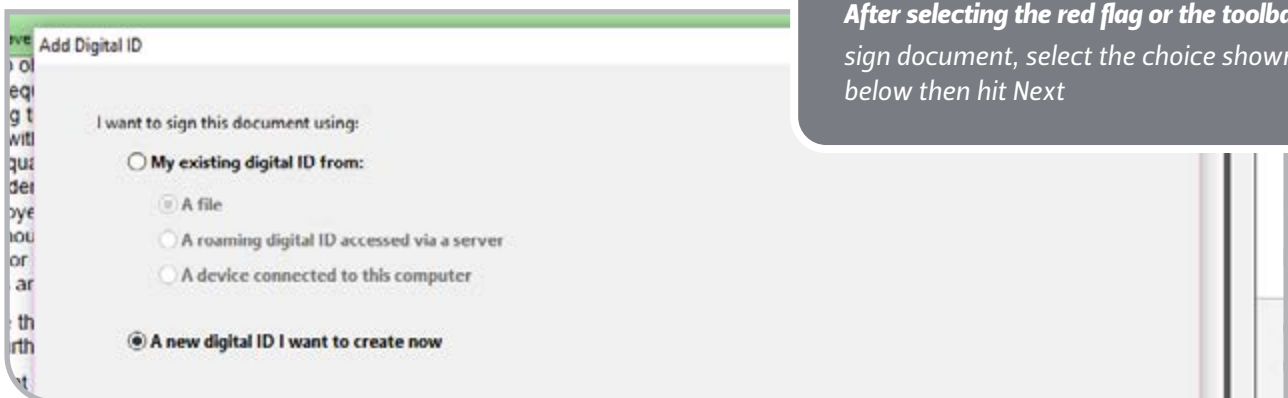 After selecting the red flag or the
sign document, select the choice shown
below then hit Next
Add Digital ID
I want to sign this document using:
My existing digital ID from:
A file
A roaming digital ID accessed via a server
A device connected to this computer
A new digital ID I want to create now